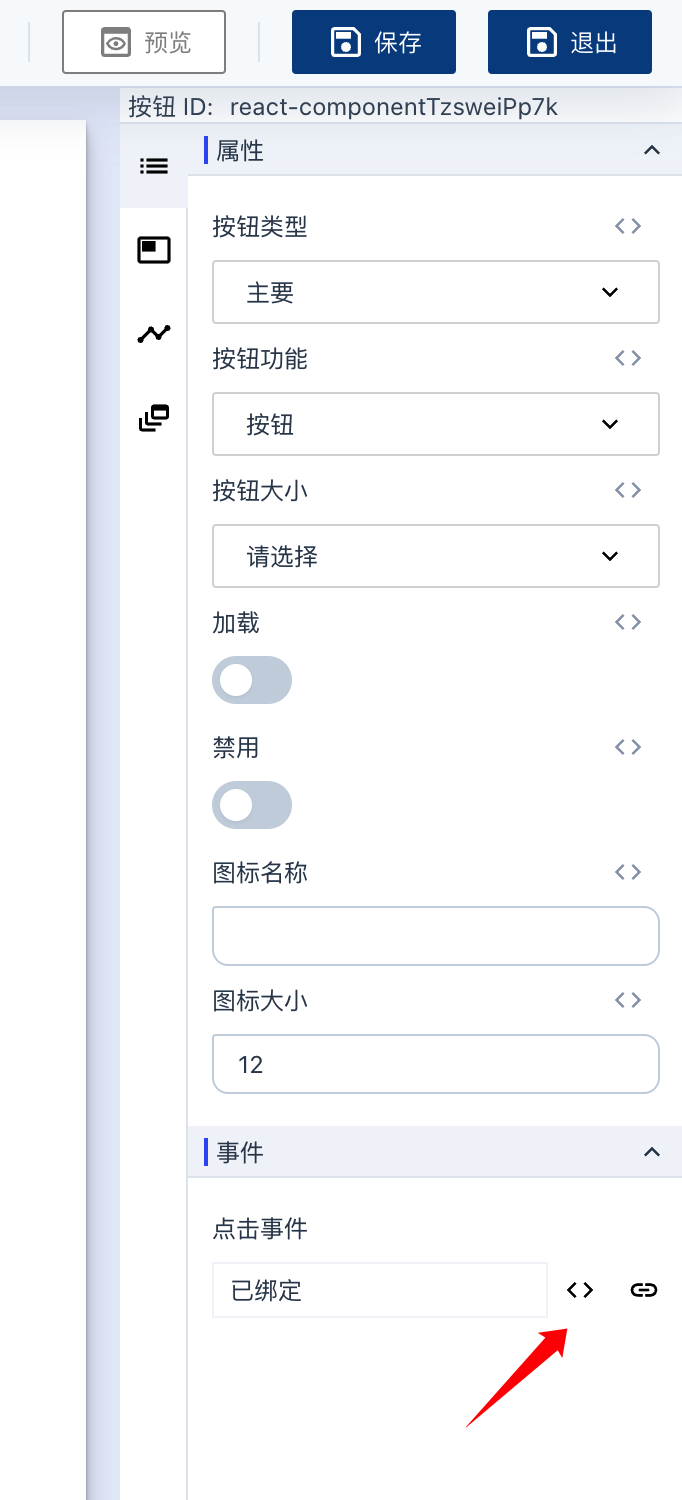 预览
保存
退出
按钮 ID: react-componentTzsweiPp7k
属性
按钮类型
主要
按钮功能
按钮
按钮大小
请选择
加载
禁用
图标名称
图标大小
12
事件
点击事件
已绑定